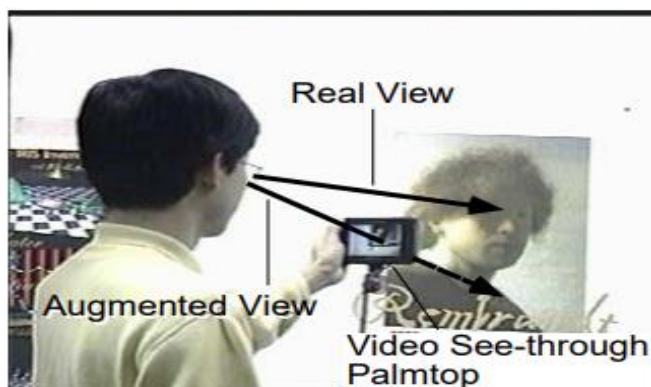 Real View
Augmented View
Rembrandt
Video See-through
Palmtop